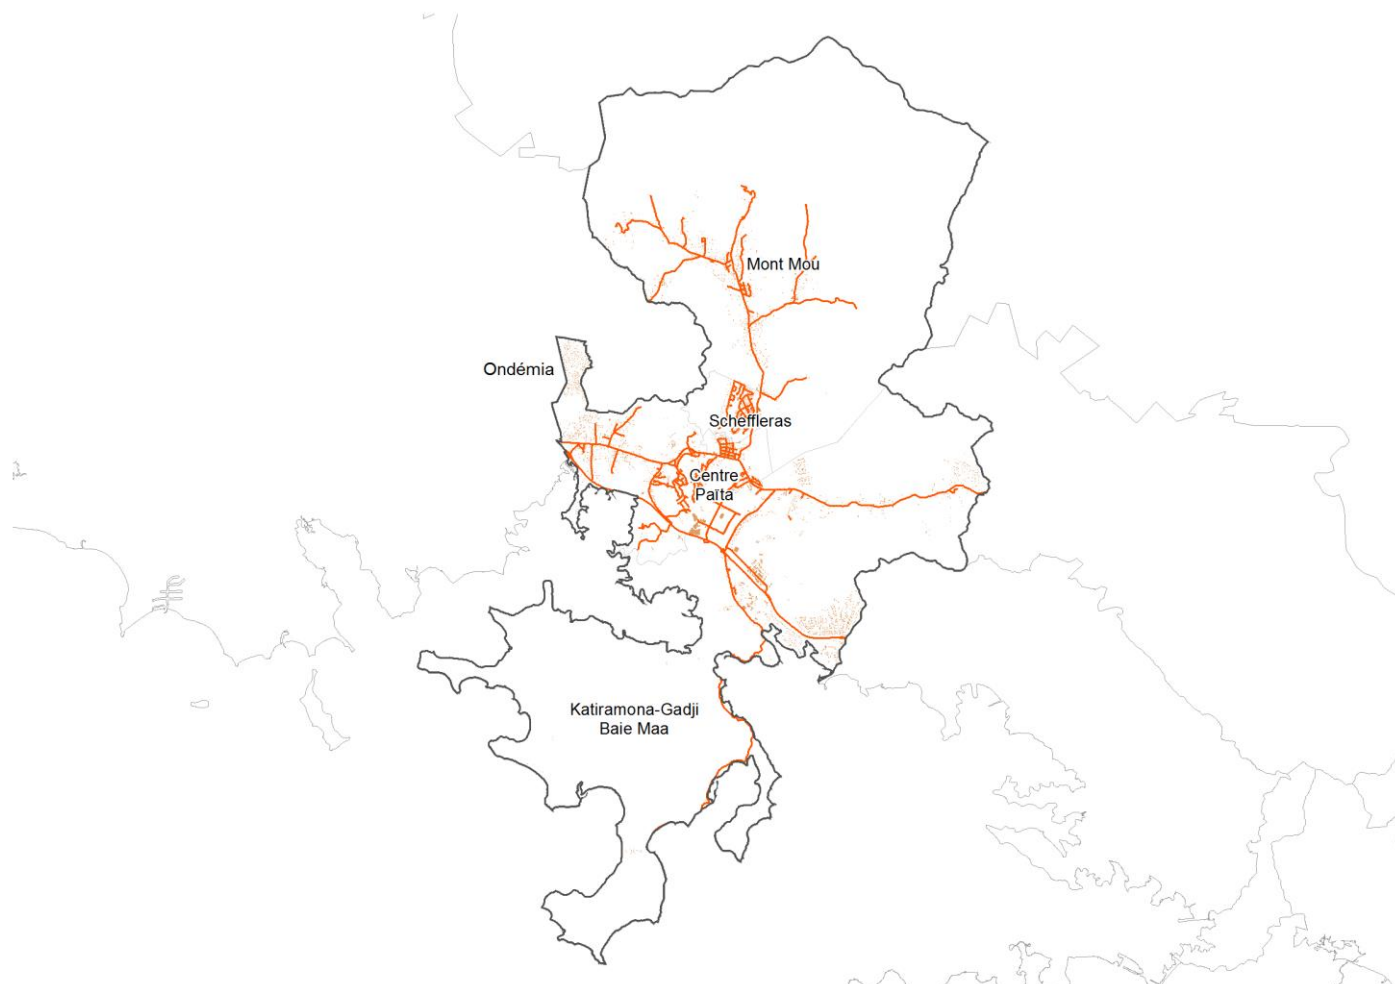 Mont Mou
Ondémia
Scheffleras
Centre
Païta
Katiramona-Gadji
Baie Maa